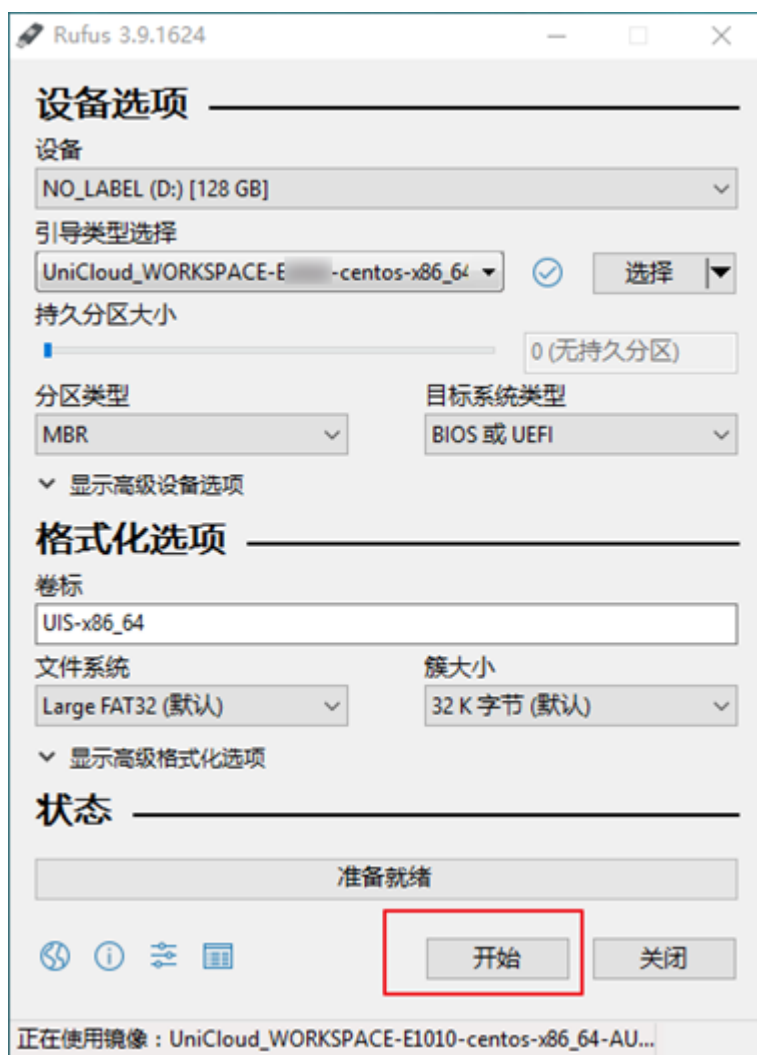 Rufus 3.9.1624
设备选项
设备
NO_LABEL (D:) [128 GB]
引导类型选择
UniCloud_WORKSPACE-E -centos-x86_64
选择
持久分区大小
0 (无持久分区)
分区类型 目标系统类型
MBR BIOS 或 UEFI
显示高级设备选项
格式化选项
卷标
UIS-x86_64
文件系统 簇大小
Large FAT32 (默认) 32 K 字节 (默认)
显示高级格式化选项
状态
准备就绪
开始 关闭
正在使用镜像：UniCloud_WORKSPACE-E1010-centos-x86_64-AU...